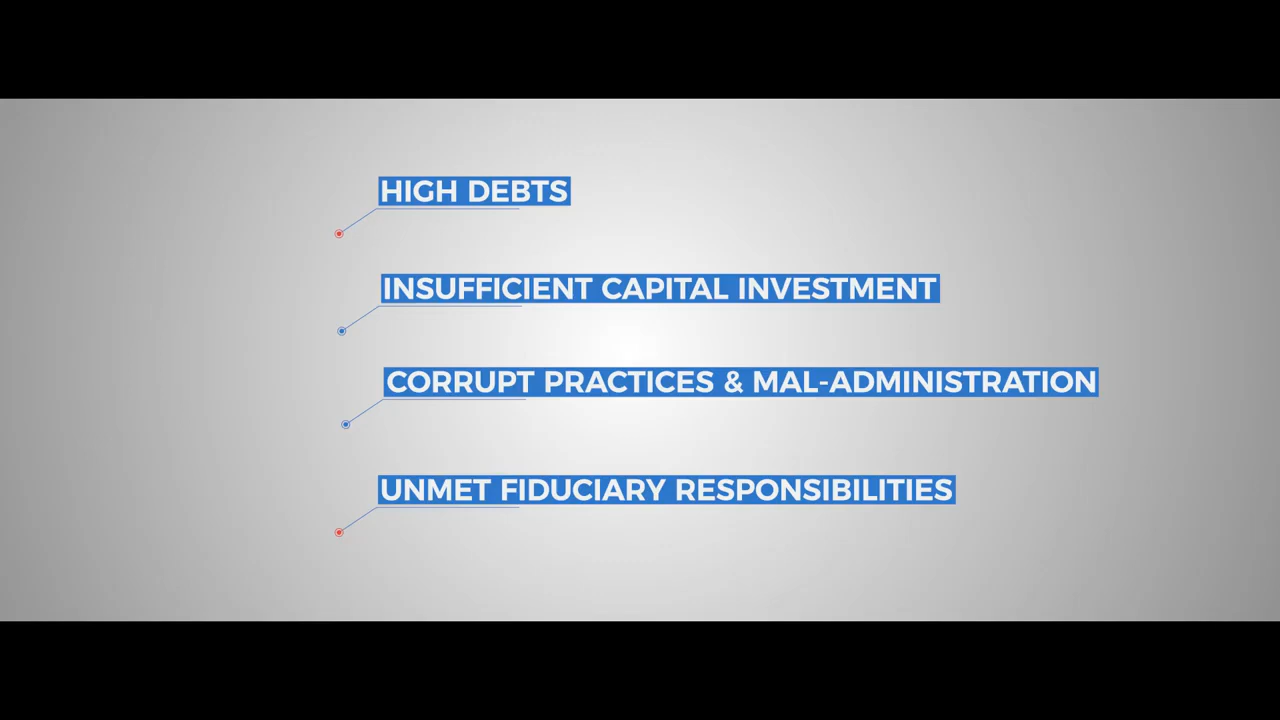 HIGH DEBTS
INSUFFICIENT CAPITAL INVESTMENT
CORRUPT PRACTICES & MAL-ADMINISTRATION
UNMET FIDUCIARY RESPONSIBILITIES